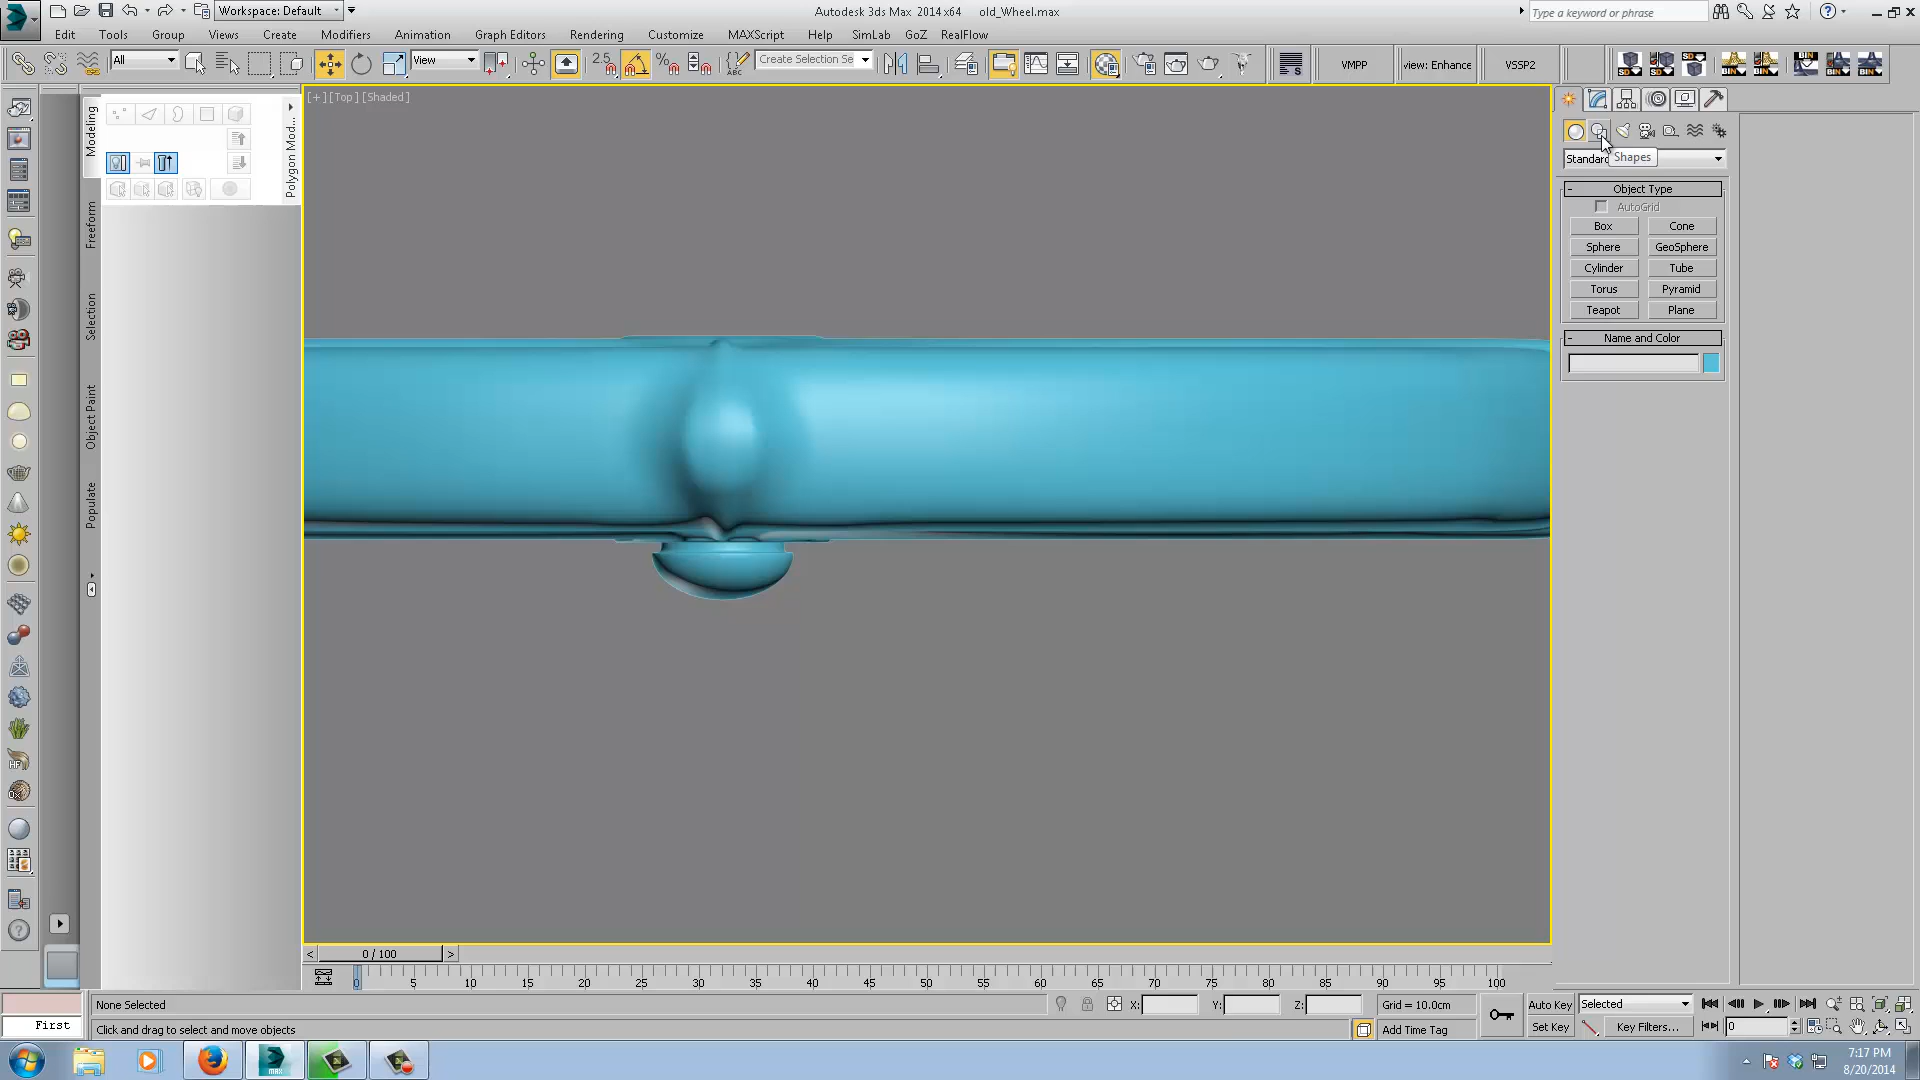 Workspace: Default
Autodesk 3ds Max 2014 x64
old_Wheel.max
Type a keyword or phrase
Edit
Tools
Group
Views
Create
Modifiers
Animation
Graph Editors
Rendering
Customize
MAXScript
Help
SimLab
GoZ
RealFlow
All
View
2.5
Create Selection Se
VMPP
view: Enhance
VSSP2
Modeling
Polygon Mod...
Freeform
Selection
Object Paint
Populate
[+] [Top] [Shaded]
Standard
Shapes
Object Type
AutoGrid
Box
Cone
Sphere
GeoSphere
Cylinder
Tube
Torus
Pyramid
Teapot
Plane
Name and Color
< 0 / 100 >
0 5 10 15 20 25 30 35 40 45 50 55 60 65 70 75 80 85 90 95 100
None Selected
X:
Y:
Z:
Grid = 10.0cm
Auto Key
Selected
First
Click and drag to select and move objects
Add Time Tag
Set Key
Key Filters...
0
7:17 PM
8/20/2014